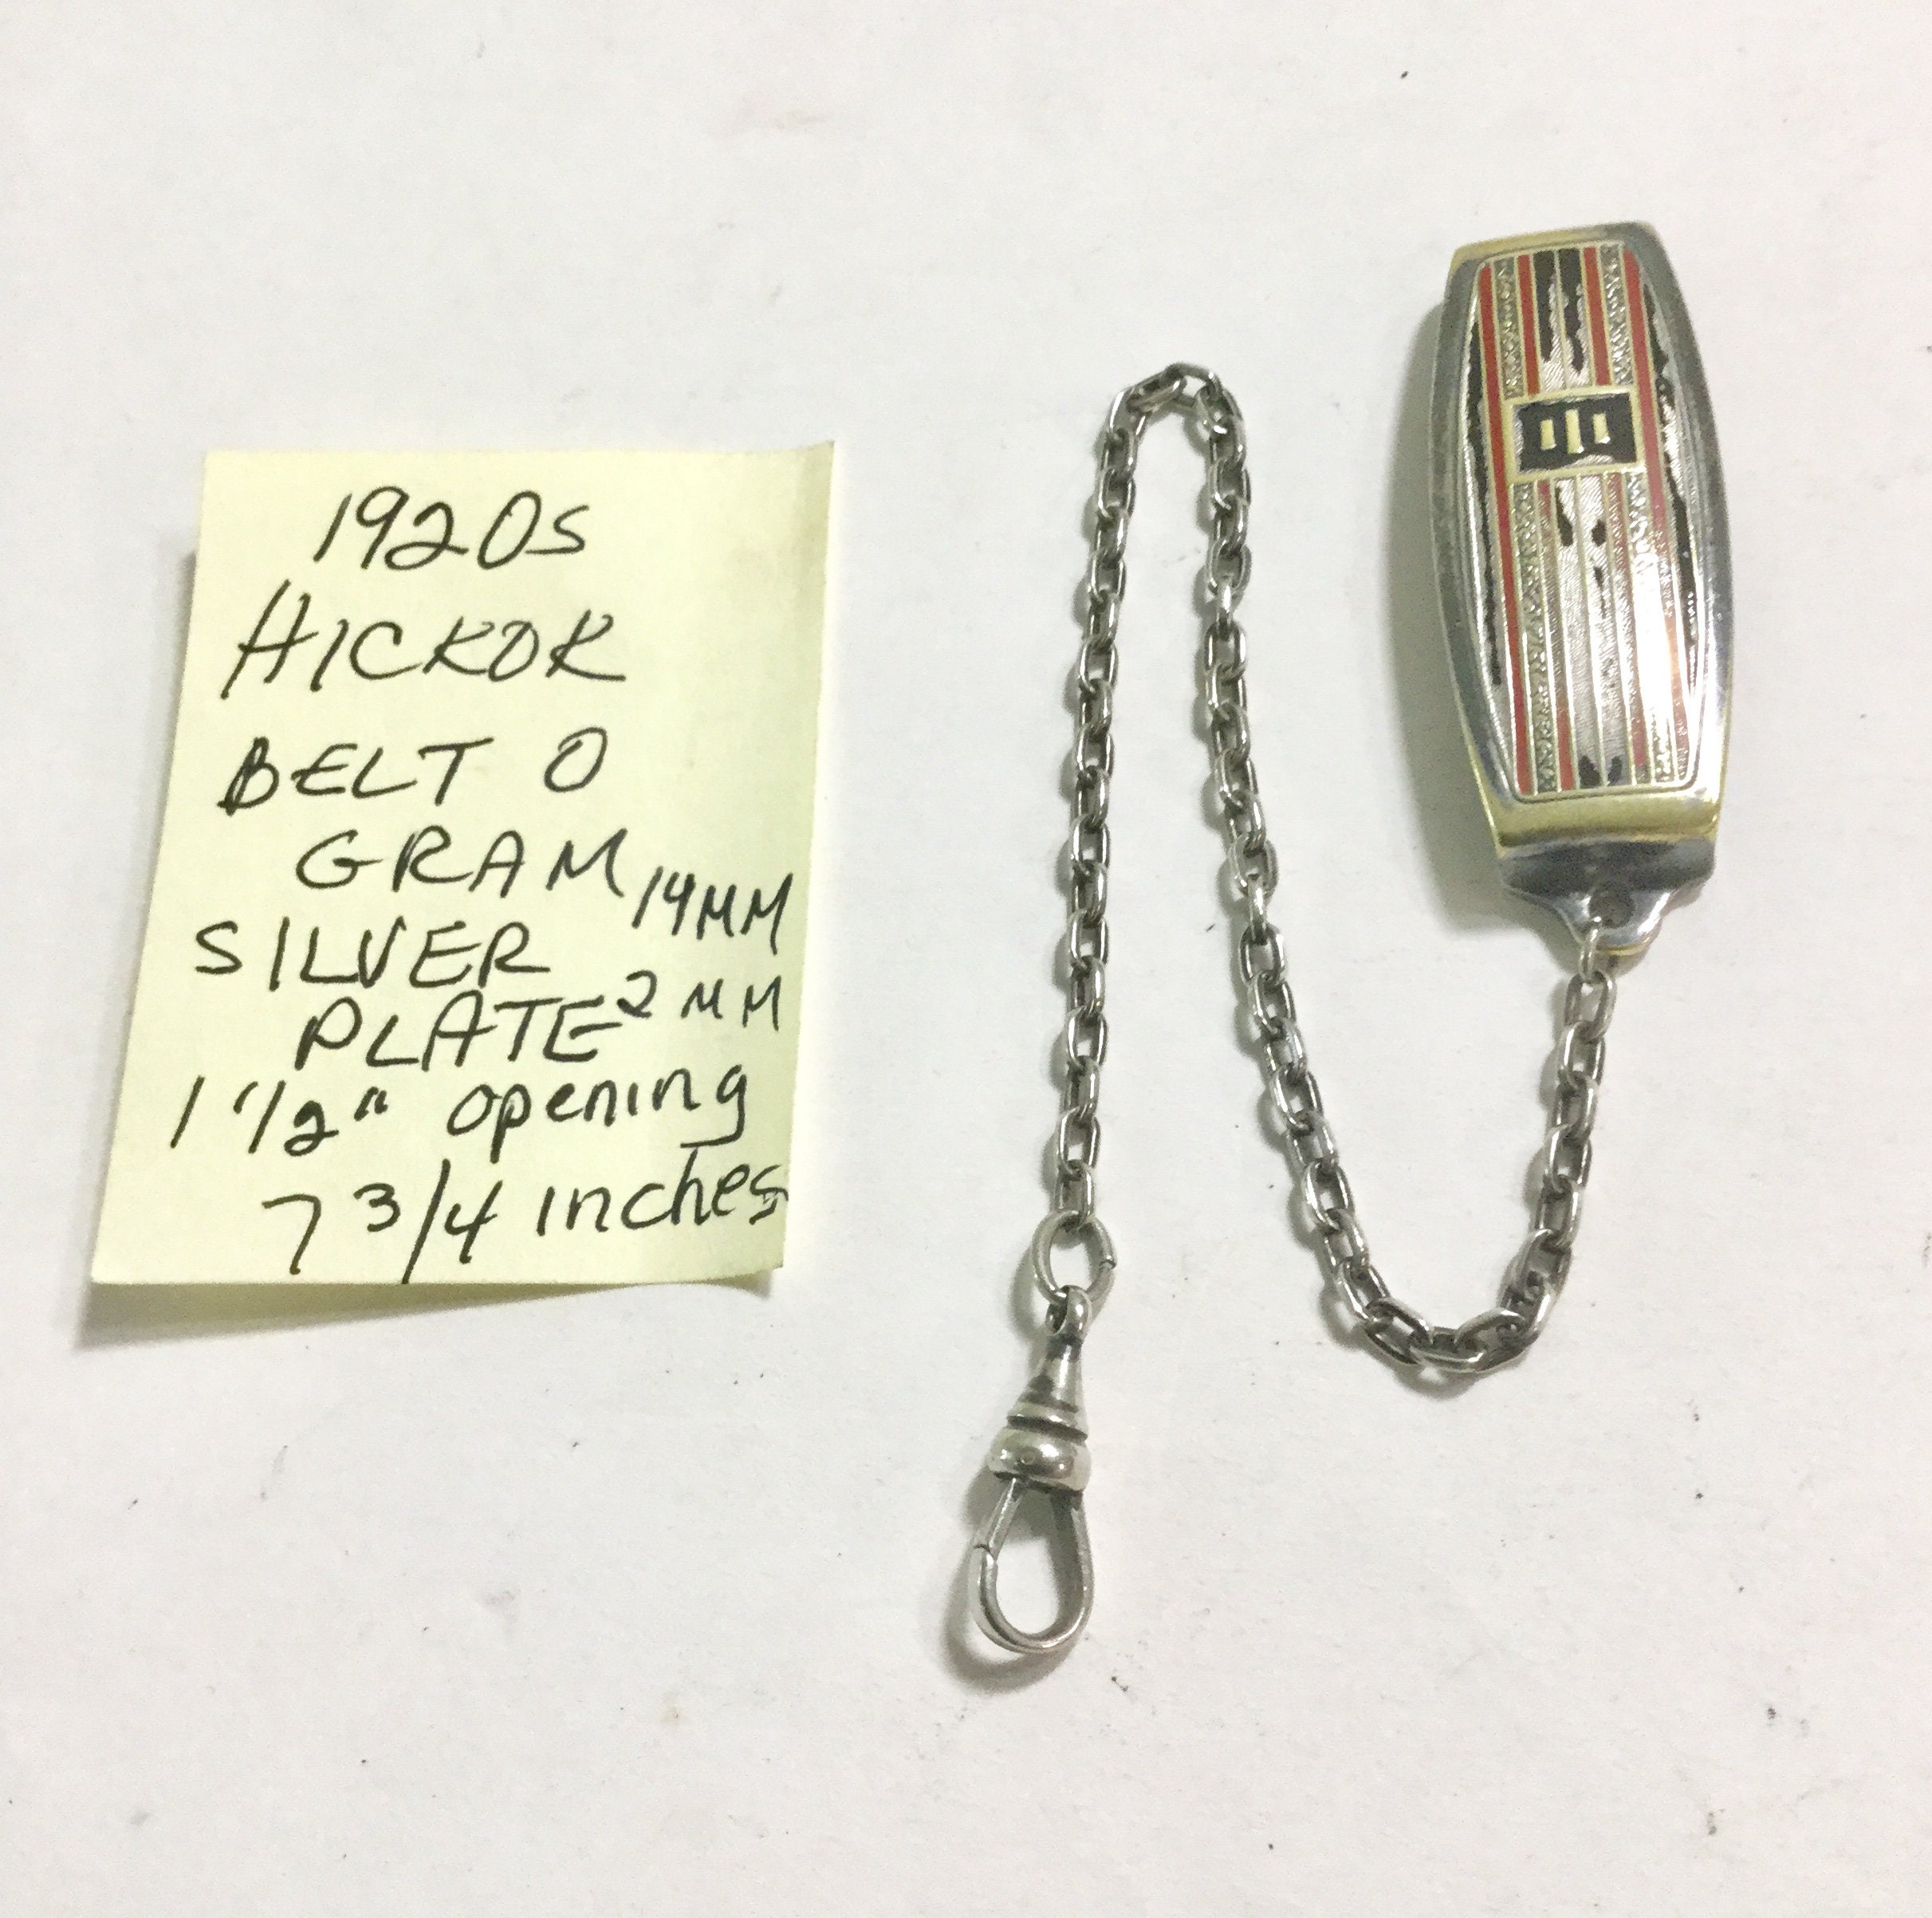 1920s
HICKOK
BELT O
GRAM 14MM
SILVER
PLATE 2MM
1 1/2" opening
7 3/4 inches